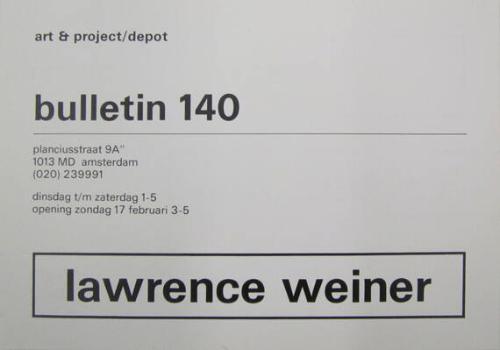 art & project/depot
bulletin 140
planciusstraat 9A"
1013 MD amsterdam
(020) 239991
dinsdag t/m zaterdag 1-5
opening zondag 17 februari 3-5
lawrence weiner